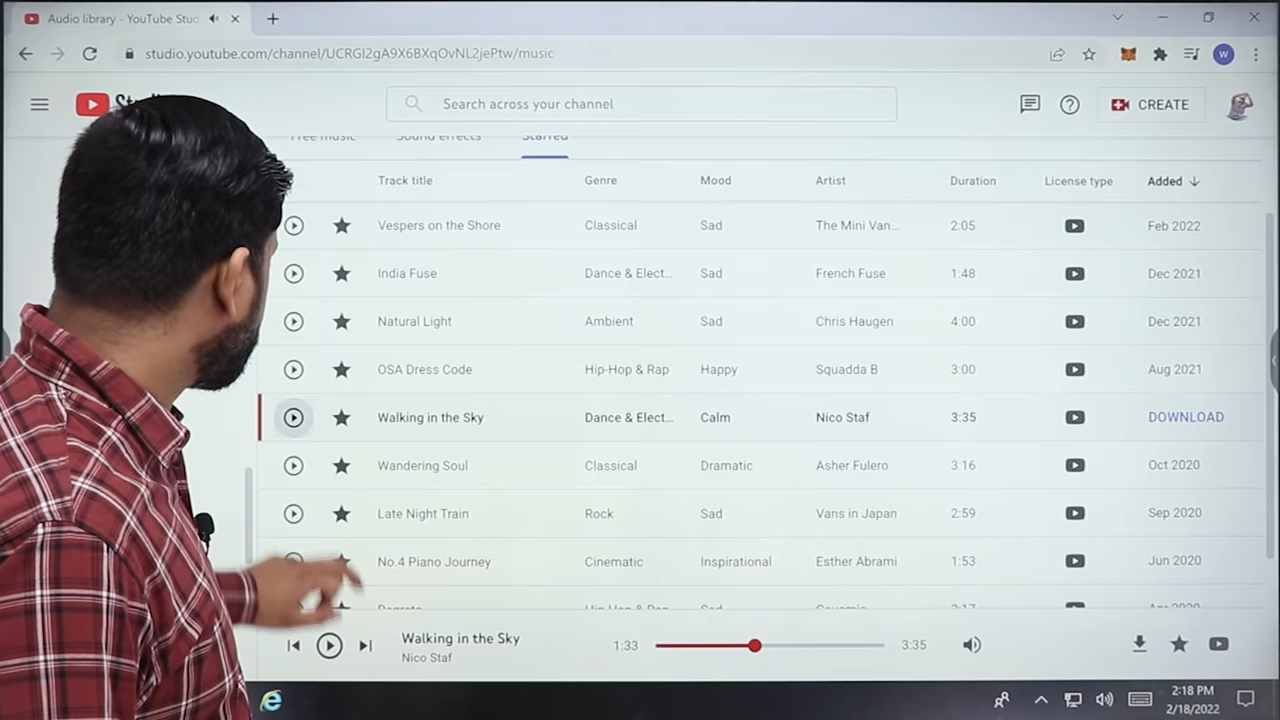 Audio library - YouTube Stud
studio.youtube.com/channel/UCRGl2gA9X6BXqOvNL2jePtw/music
W
Search across your channel
CREATE
Free music Sound effects Starred
Track title Genre Mood Artist Duration License type Added
Vespers on the Shore Classical Sad The Mini Van... 2:05 Feb 2022
India Fuse Dance & Elect... Sad French Fuse 1:48 Dec 2021
Natural Light Ambient Sad Chris Haugen 4:00 Dec 2021
OSA Dress Code Hip-Hop & Rap Happy Squadda B 3:00 Aug 2021
Walking in the Sky Dance & Elect... Calm Nico Staf 3:35 DOWNLOAD
Wandering Soul Classical Dramatic Asher Fulero 3:16 Oct 2020
Late Night Train Rock Sad Vans in Japan 2:59 Sep 2020
No.4 Piano Journey Cinematic Inspirational Esther Abrami 1:53 Jun 2020
Walking in the Sky 1:33 3:35
Nico Staf
2:18 PM
2/18/2022